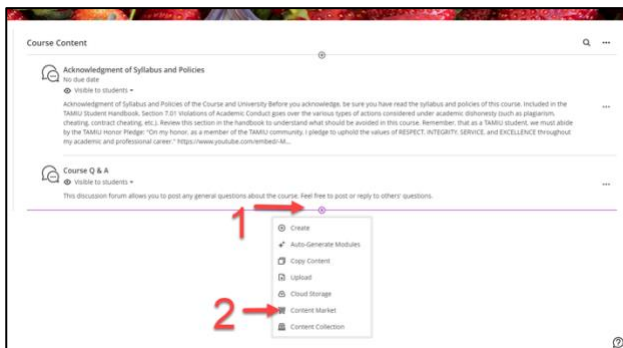 Course Content
Acknowledgment of Syllabus and Policies
No due date
Visible to students
Acknowledgment of Syllabus and Policies of the Course and University Before you acknowledge, be sure you have read the syllabus and policies of this course. Included in the
TAMIU Student Handbook, Section 7.01 Violations of Academic Conduct goes over the various types of actions considered under academic dishonesty (such as plagiarism,
cheating, contract cheating, etc.). Review this section in the handbook to understand what should be avoided in this course. Remember, that as a TAMIU student, we must abide
by the TAMIU Honor Pledge: "On my honor, as a member of the TAMIU community, I pledge to uphold the values of RESPECT, INTEGRITY, SERVICE, and EXCELLENCE throughout
my academic and professional career." https://www.youtube.com/embed/-M...
Course Q & A
Visible to students
This discussion forum allows you to post any general questions about the course. Feel free to post or reply to others' questions.
1
Create
Auto-Generate Modules
Copy Content
Upload
Cloud Storage
2
Content Market
Content Collection